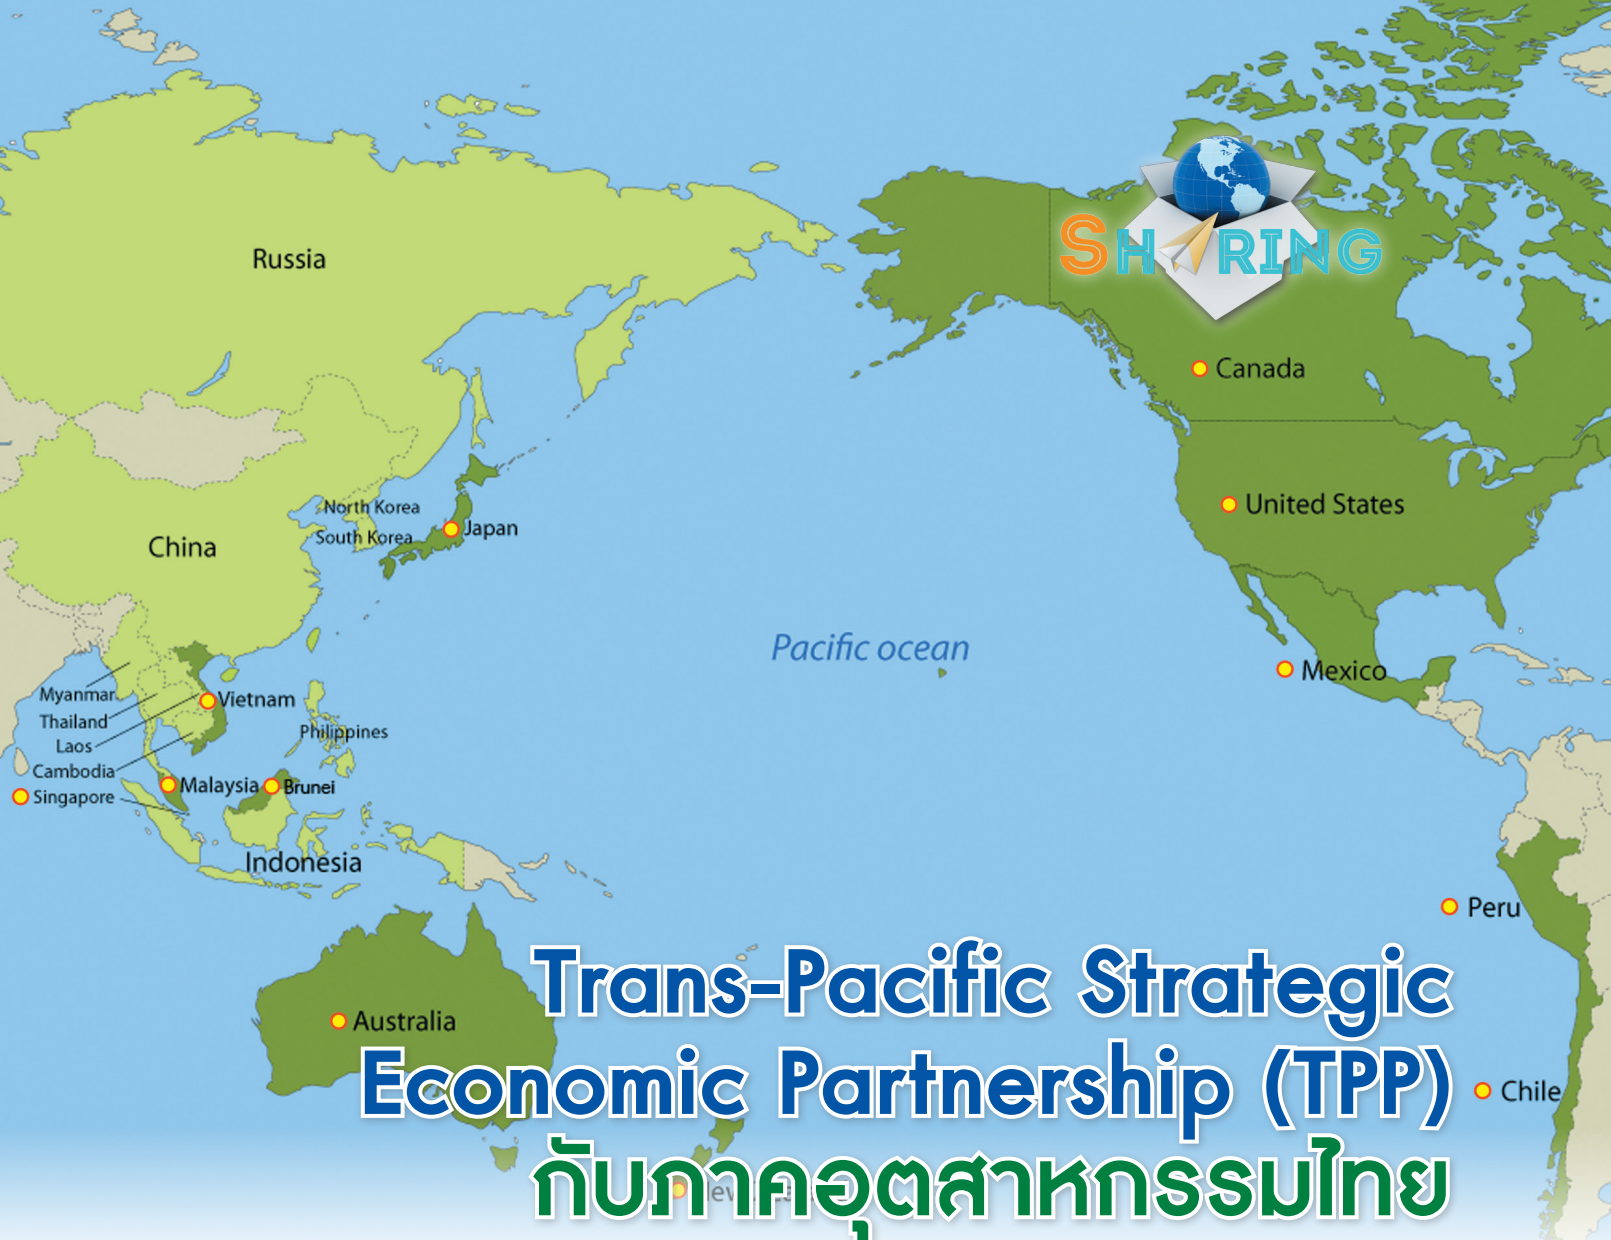 SHARING
Russia
Canada
North Korea
Japan
South Korea
China
United States
Pacific ocean
Mexico
Myanmar
Vietnam
Thailand
Philippines
Laos
Cambodia
Malaysia
Brunei
Singapore
Indonesia
Peru
Australia
Chile
Trans-Pacific Strategic
Economic Partnership (TPP)
กับภาคอุตสาหกรรมไทย